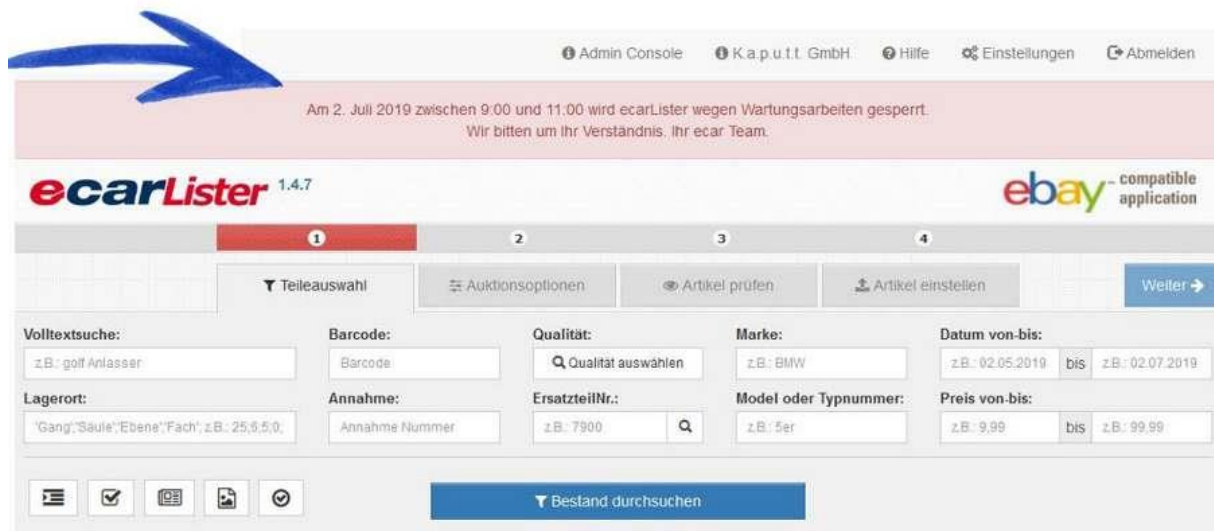 Admin Console K.a.p.u.t.t. GmbH Hilfe Einstellungen Abmelden
Am 2. Juli 2019 zwischen 9:00 und 11:00 wird ecarLister wegen Wartungsarbeiten gesperrt.
Wir bitten um Ihr Verständnis. Ihr ecar Team.
ecarLister 1.4.7
ebay compatible
application
1 2 3 4
Teileauswahl Auktionsoptionen Artikel prüfen Artikel einstellen Weiter
Volltextsuche: Barcode: Qualität: Marke: Datum von-bis:
z.B.: golf Anlasser Barcode Qualität auswählen z.B.: BMW z.B.: 02.05.2019 bis z.B.: 02.07.2019
Lagerort: Annahme: ErsatzteilNr.: Model oder Typnummer: Preis von-bis:
'Gang';'Säule';'Ebene';'Fach'; z.B.: 25;6;5;0; Annahme Nummer z.B.: 7900 z.B.: 5er z.B.: 9,99 bis z.B.: 99,99
Bestand durchsuchen